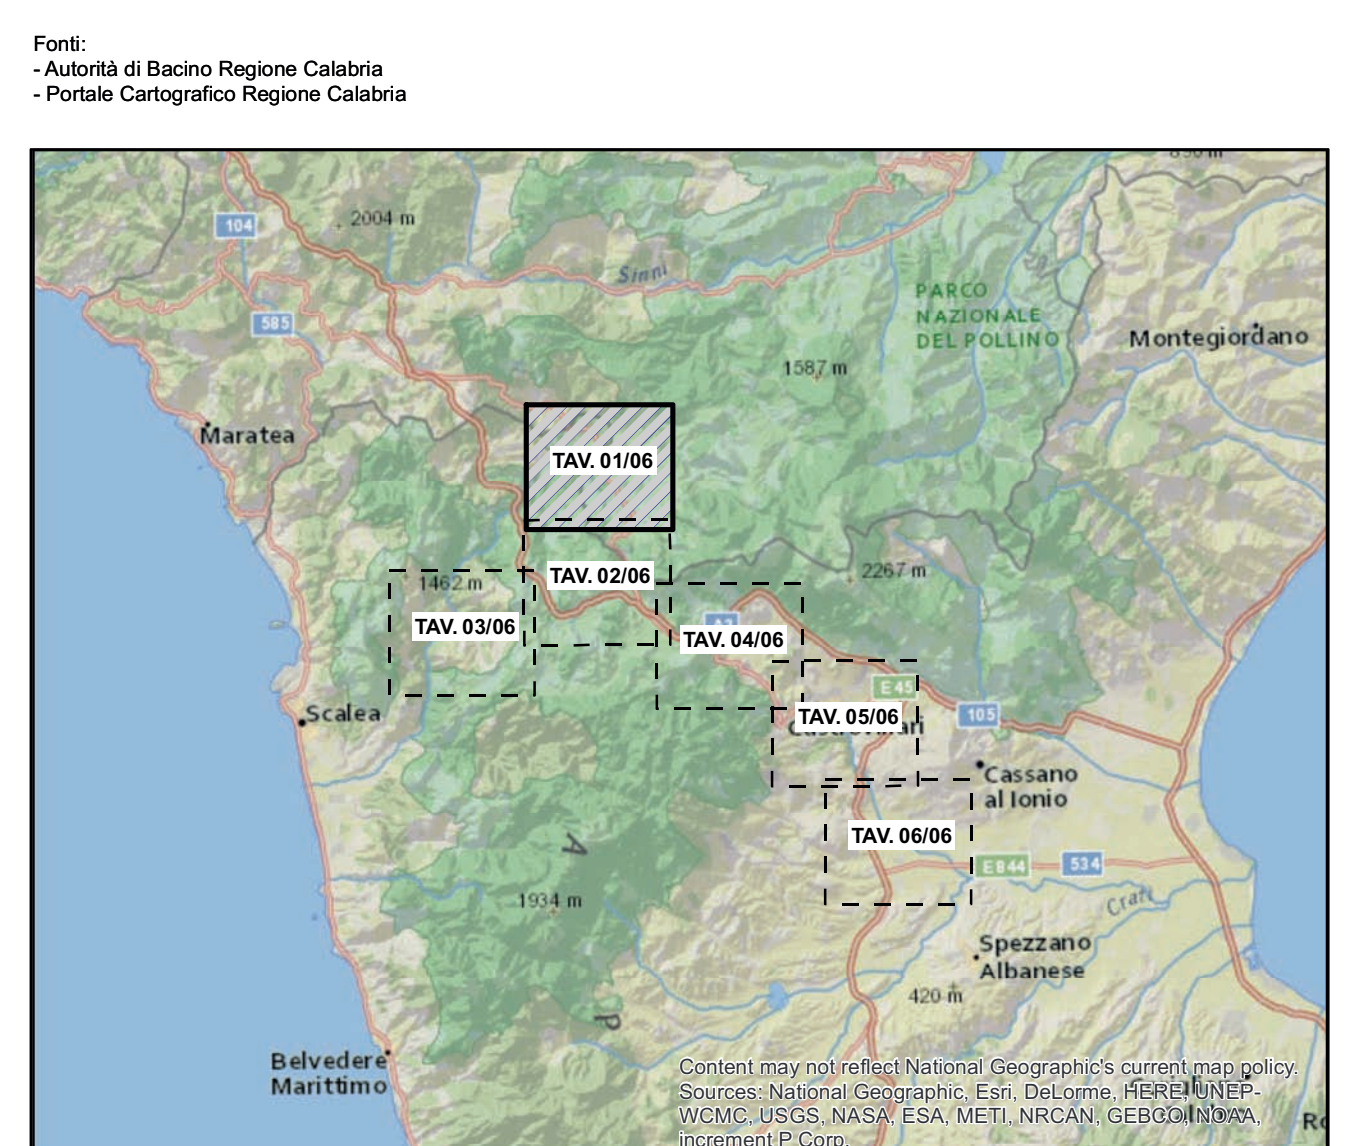 Fonti:
- Autorità di Bacino Regione Calabria
- Portale Cartografico Regione Calabria
104
2004 m
Sinni
585
PARCO
NAZIONALE
DEL POLLINO
Montegiordano
1587 m
Maratea
TAV. 01/06
2267 m
1462 m
TAV. 02/06
TAV. 03/06
TAV. 04/06
E 45
Scalea
105
TAV. 05/06
Cassano
al Ionio
TAV. 06/06
A
E844
534
1934 m
Crati
Spezzano
Albanese
420 m
P
Belvedere
Marittimo
Content may not reflect National Geographic's current map policy.
Sources: National Geographic, Esri, DeLorme, HERE, UNEP-
WCMC, USGS, NASA, ESA, METI, NRCAN, GEBCO, NOAA,
increment P Corp.